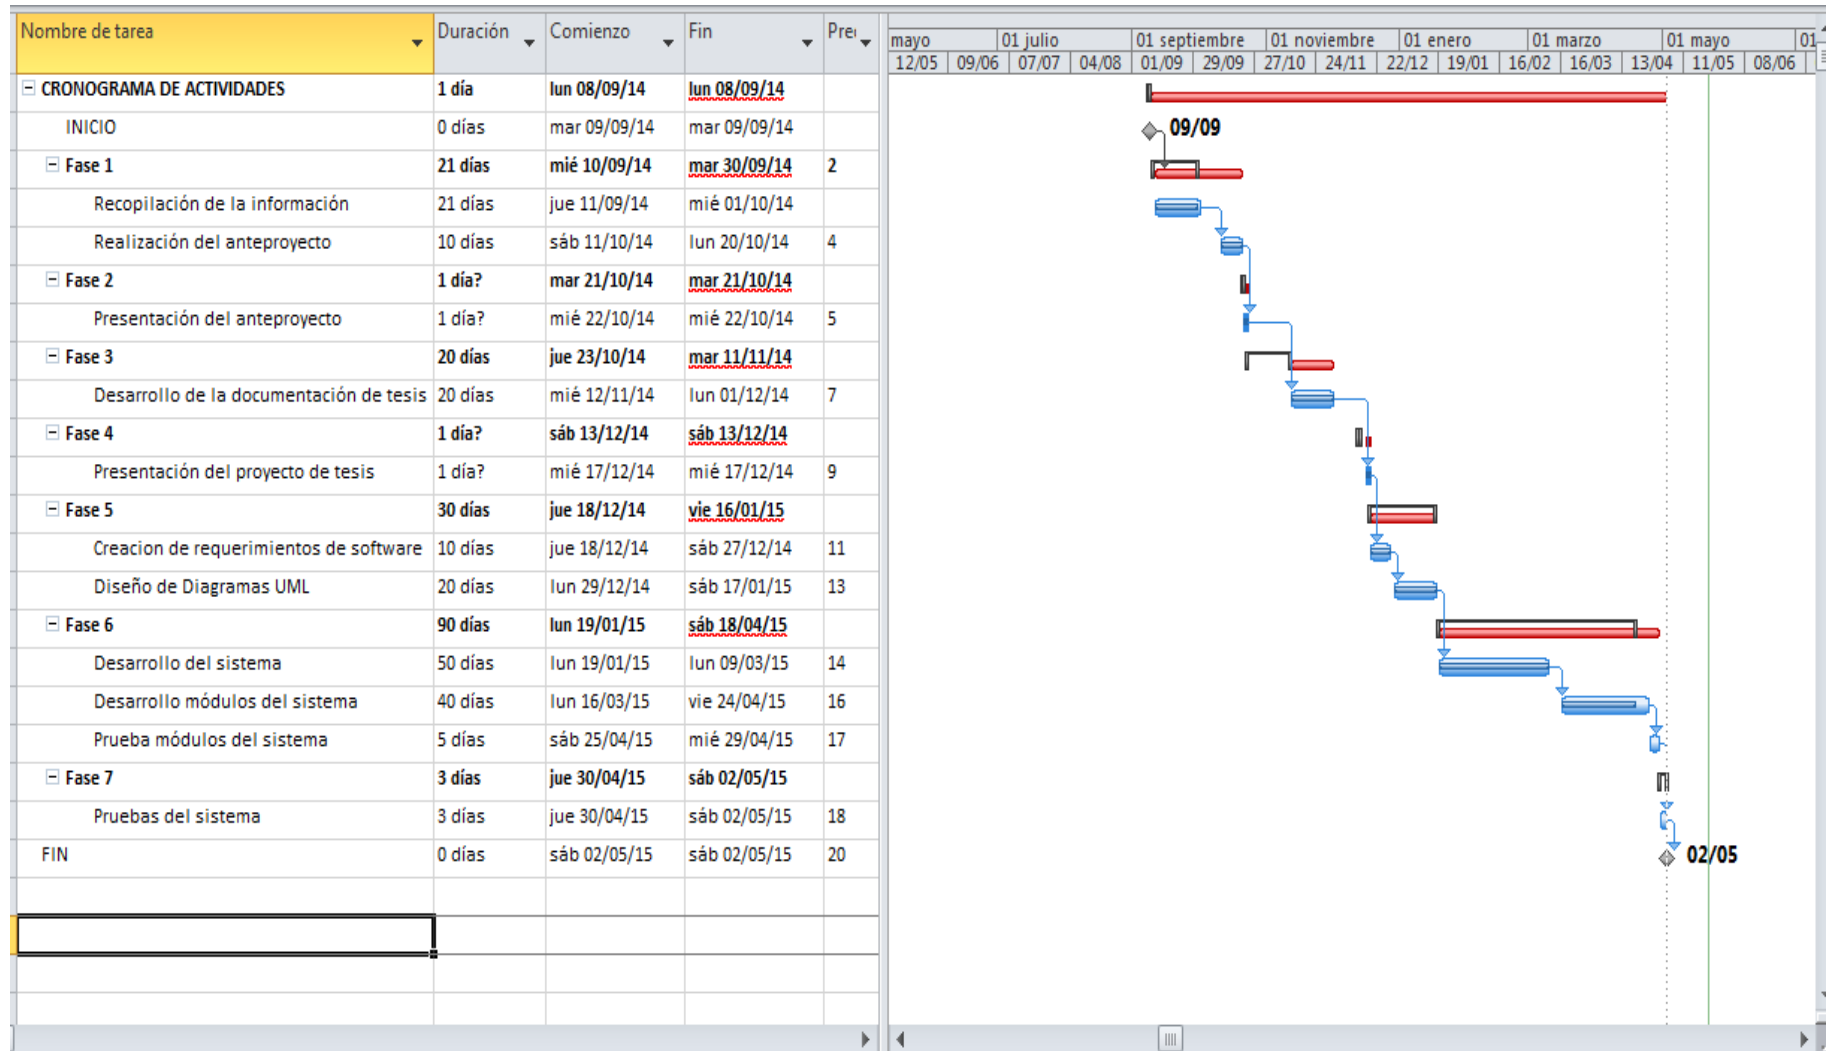 Nombre de tarea Duración Comienzo Fin Pre
mayo 01 julio 01 septiembre 01 noviembre 01 enero 01 marzo 01 mayo 01
12/05 09/06 07/07 04/08 01/09 29/09 27/10 24/11 22/12 19/01 16/02 16/03 13/04 11/05 08/06
CRONOGRAMA DE ACTIVIDADES 1 día lun 08/09/14 lun 08/09/14
INICIO 0 días mar 09/09/14 mar 09/09/14 09/09
Fase 1 21 días mié 10/09/14 mar 30/09/14 2
Recopilación de la información 21 días jue 11/09/14 mié 01/10/14
Realización del anteproyecto 10 días sáb 11/10/14 lun 20/10/14 4
Fase 2 1 día? mar 21/10/14 mar 21/10/14
Presentación del anteproyecto 1 día? mié 22/10/14 mié 22/10/14 5
Fase 3 20 días jue 23/10/14 mar 11/11/14
Desarrollo de la documentación de tesis 20 días mié 12/11/14 lun 01/12/14 7
Fase 4 1 día? sáb 13/12/14 sáb 13/12/14
Presentación del proyecto de tesis 1 día? mié 17/12/14 mié 17/12/14 9
Fase 5 30 días jue 18/12/14 vie 16/01/15
Creacion de requerimientos de software 10 días jue 18/12/14 sáb 27/12/14 11
Diseño de Diagramas UML 20 días lun 29/12/14 sáb 17/01/15 13
Fase 6 90 días lun 19/01/15 sáb 18/04/15
Desarrollo del sistema 50 días lun 19/01/15 lun 09/03/15 14
Desarrollo módulos del sistema 40 días lun 16/03/15 vie 24/04/15 16
Prueba módulos del sistema 5 días sáb 25/04/15 mié 29/04/15 17
Fase 7 3 días jue 30/04/15 sáb 02/05/15
Pruebas del sistema 3 días jue 30/04/15 sáb 02/05/15 18
FIN 0 días sáb 02/05/15 sáb 02/05/15 20 02/05